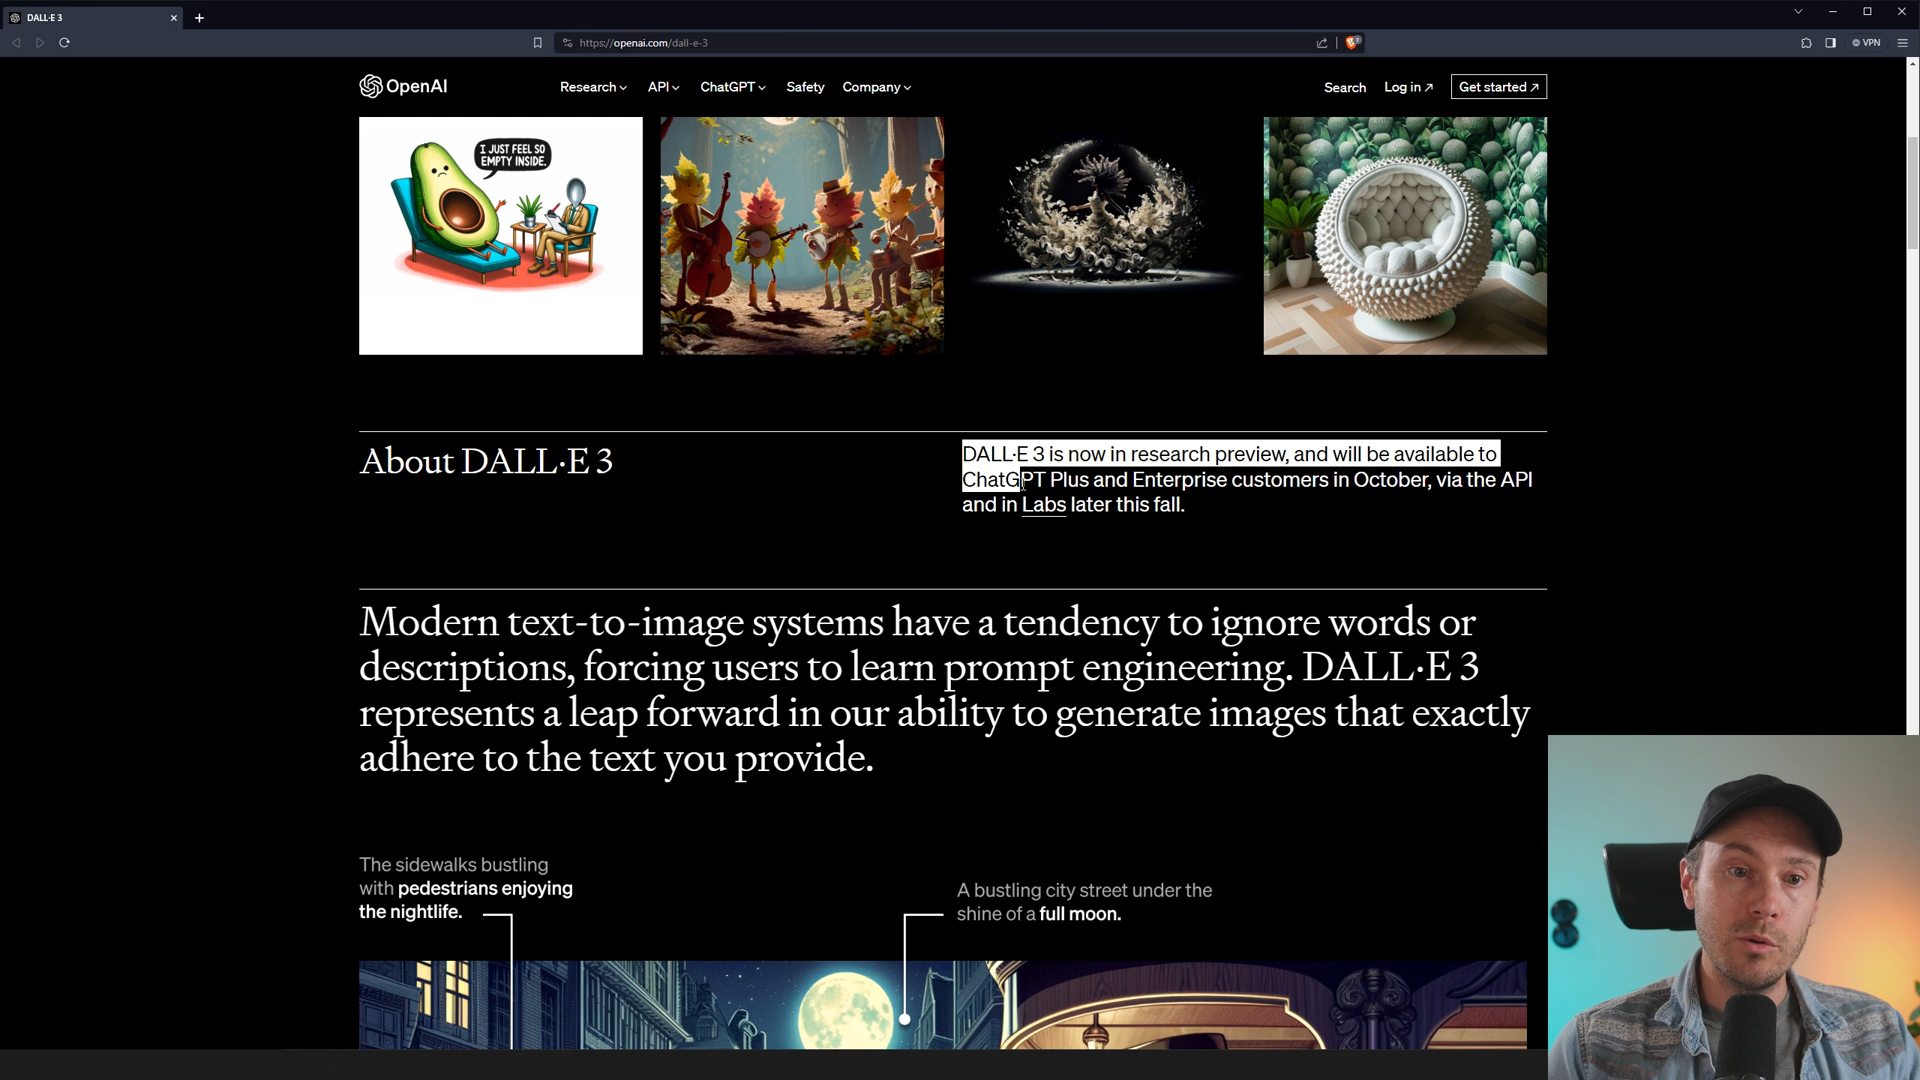 DALL·E 3
https://openai.com/dall-e-3
VPN
OpenAI
Research
API
ChatGPT
Safety
Company
Search
Log in ↗
Get started ↗
I JUST FEEL SO
EMPTY INSIDE.
About DALL·E 3
DALL·E 3 is now in research preview, and will be available to
ChatGPT Plus and Enterprise customers in October, via the API
and in Labs later this fall.
Modern text-to-image systems have a tendency to ignore words or
descriptions, forcing users to learn prompt engineering. DALL·E 3
represents a leap forward in our ability to generate images that exactly
adhere to the text you provide.
The sidewalks bustling
with pedestrians enjoying
the nightlife.
A bustling city street under the
shine of a full moon.